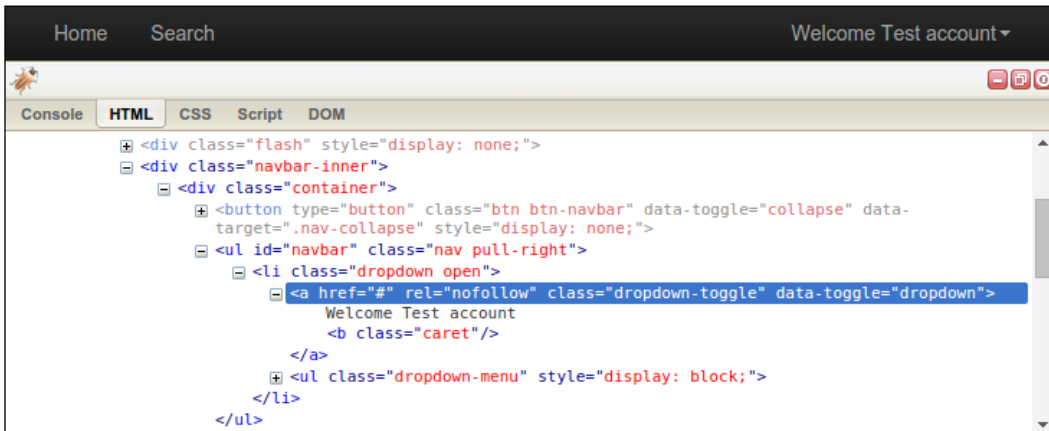 Home Search Welcome Test account
Console HTML CSS Script DOM
<div class="flash" style="display: none;">
<div class="navbar-inner">
<div class="container">
<button type="button" class="btn btn-navbar" data-toggle="collapse" data-
target=".nav-collapse" style="display: none;">
<ul id="navbar" class="nav pull-right">
<li class="dropdown open">
<a href="#" rel="nofollow" class="dropdown-toggle" data-toggle="dropdown">
Welcome Test account
<b class="caret"/>
</a>
<ul class="dropdown-menu" style="display: block;">
</li>
</ul>